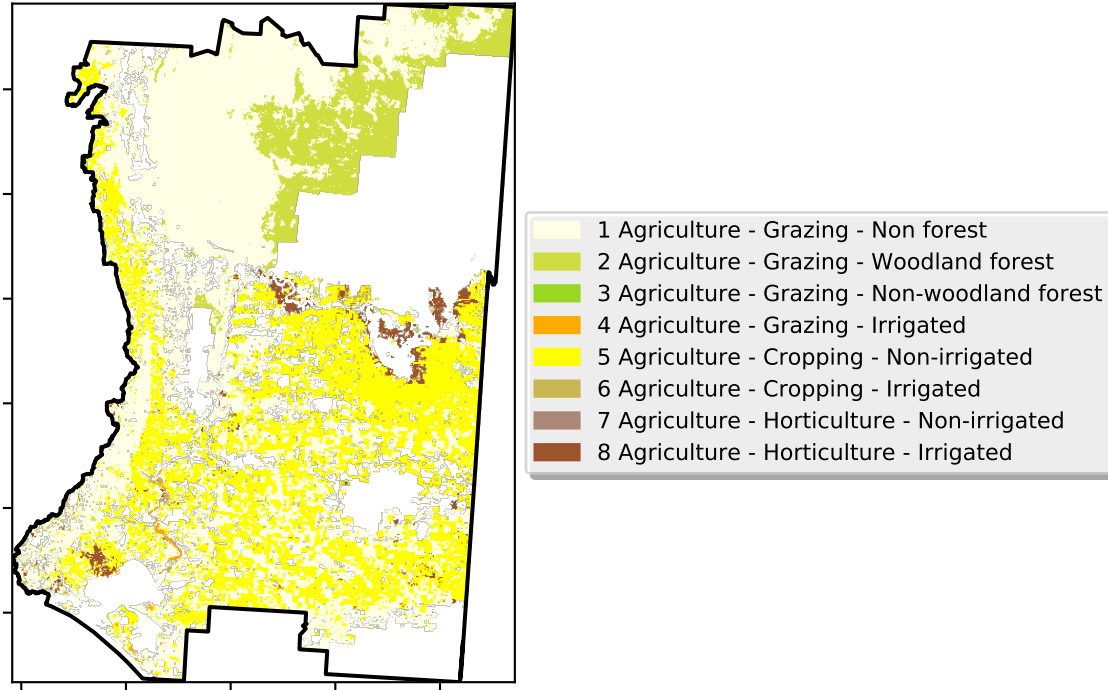 1 Agriculture - Grazing - Non forest
2 Agriculture - Grazing - Woodland forest
3 Agriculture - Grazing - Non-woodland forest
4 Agriculture - Grazing - Irrigated
5 Agriculture - Cropping - Non-irrigated
6 Agriculture - Cropping - Irrigated
7 Agriculture - Horticulture - Non-irrigated
8 Agriculture - Horticulture - Irrigated